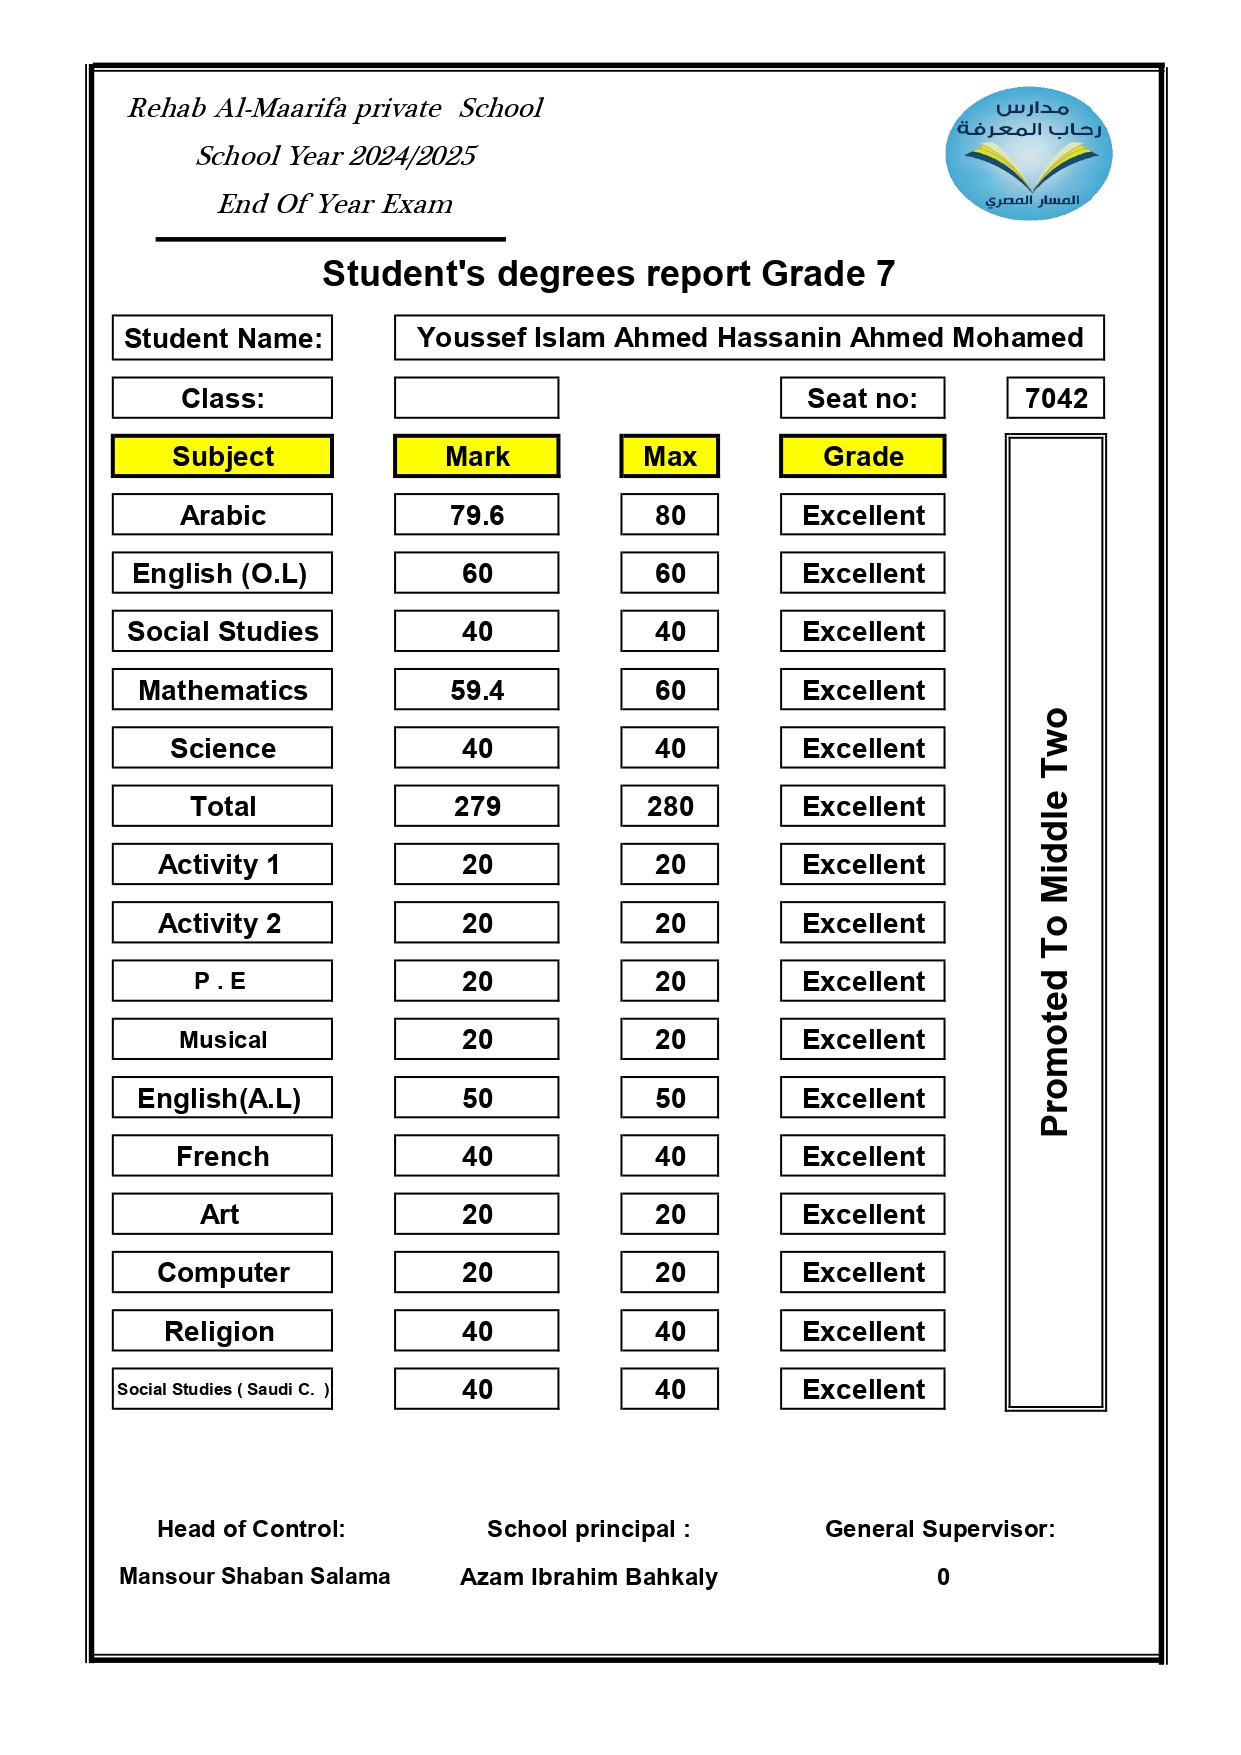 Rehab Al-Maarifa private School
School Year 2024/2025
End Of Year Exam
مدارس
رحاب المعرفة
المسار المصري
Student's degrees report Grade 7
Student Name: Youssef Islam Ahmed Hassanin Ahmed Mohamed
Class: Seat no: 7042
Subject Mark Max Grade
Arabic 79.6 80 Excellent
English (O.L) 60 60 Excellent
Social Studies 40 40 Excellent
Mathematics 59.4 60 Excellent
Science 40 40 Excellent
Total 279 280 Excellent
Activity 1 20 20 Excellent
Activity 2 20 20 Excellent
P . E 20 20 Excellent
Musical 20 20 Excellent
English(A.L) 50 50 Excellent
French 40 40 Excellent
Art 20 20 Excellent
Computer 20 20 Excellent
Religion 40 40 Excellent
Social Studies ( Saudi C. ) 40 40 Excellent
Promoted To Middle Two
Head of Control: School principal : General Supervisor:
Mansour Shaban Salama Azam Ibrahim Bahkaly 0